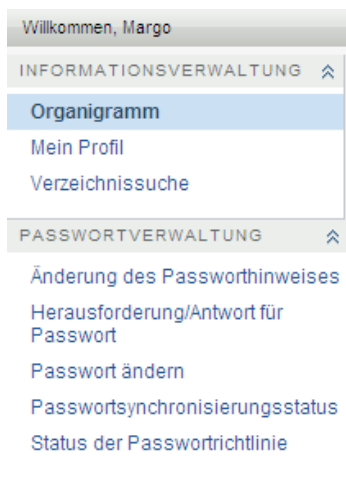 Willkommen, Margo
INFORMATIONSVERWALTUNG
Organigramm
Mein Profil
Verzeichnissuche
PASSWORTVERWALTUNG
Änderung des Passworthinweises
Herausforderung/Antwort für
Passwort
Passwort ändern
Passwortsynchronisierungsstatus
Status der Passwortrichtlinie